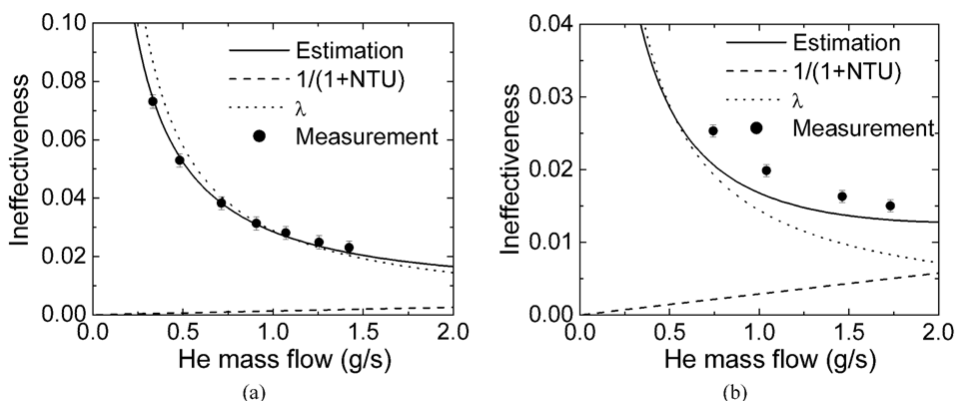 0.10
0.08
0.06
0.04
0.02
0.00
Ineffectiveness
Estimation
1/(1+NTU)
λ
Measurement
0.0 0.5 1.0 1.5 2.0
He mass flow (g/s)
(a)
0.04
0.03
0.02
0.01
0.00
Ineffectiveness
Estimation
1/(1+NTU)
λ
Measurement
0.0 0.5 1.0 1.5 2.0
He mass flow (g/s)
(b)